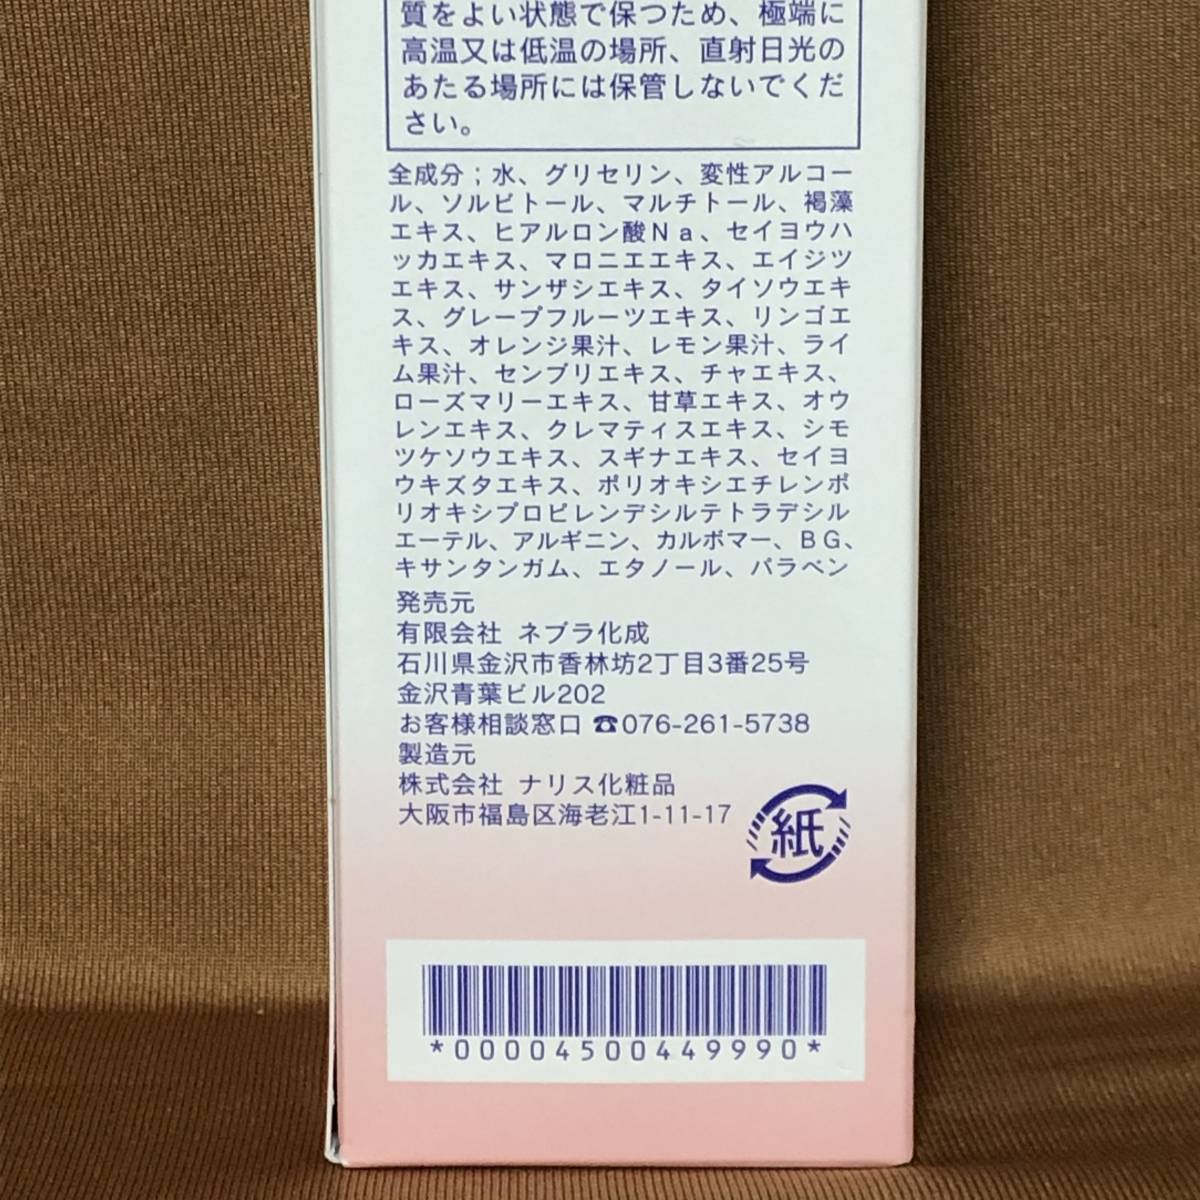 質をよい状態で保つため、極端に
高温又は低温の場所、直射日光の
あたる場所には保管しないでくだ
さい。
全成分；水、グリセリン、変性アルコー
ル、ソルビトール、マルチトール、褐藻
エキス、ヒアルロン酸Ｎａ、セイヨウハ
ッカエキス、マロニエエキス、エイジツ
エキス、サンザシエキス、タイソウエキ
ス、グレープフルーツエキス、リンゴエ
キス、オレンジ果汁、レモン果汁、ライ
ム果汁、センブリエキス、チャエキス、
ローズマリーエキス、甘草エキス、オウ
レンエキス、クレマティスエキス、シモ
ツケソウエキス、スギナエキス、セイヨ
ウキズタエキス、ポリオキシエチレンポ
リオキシプロピレンデシルテトラデシル
エーテル、アルギニン、カルボマー、ＢＧ、
キサンタンガム、エタノール、パラベン
発売元
有限会社 ネブラ化成
石川県金沢市香林坊2丁目3番25号
金沢青葉ビル202
お客様相談窓口 ☎076-261-5738
製造元
株式会社 ナリス化粧品
大阪市福島区海老江1-11-17
紙
*00004500449990*